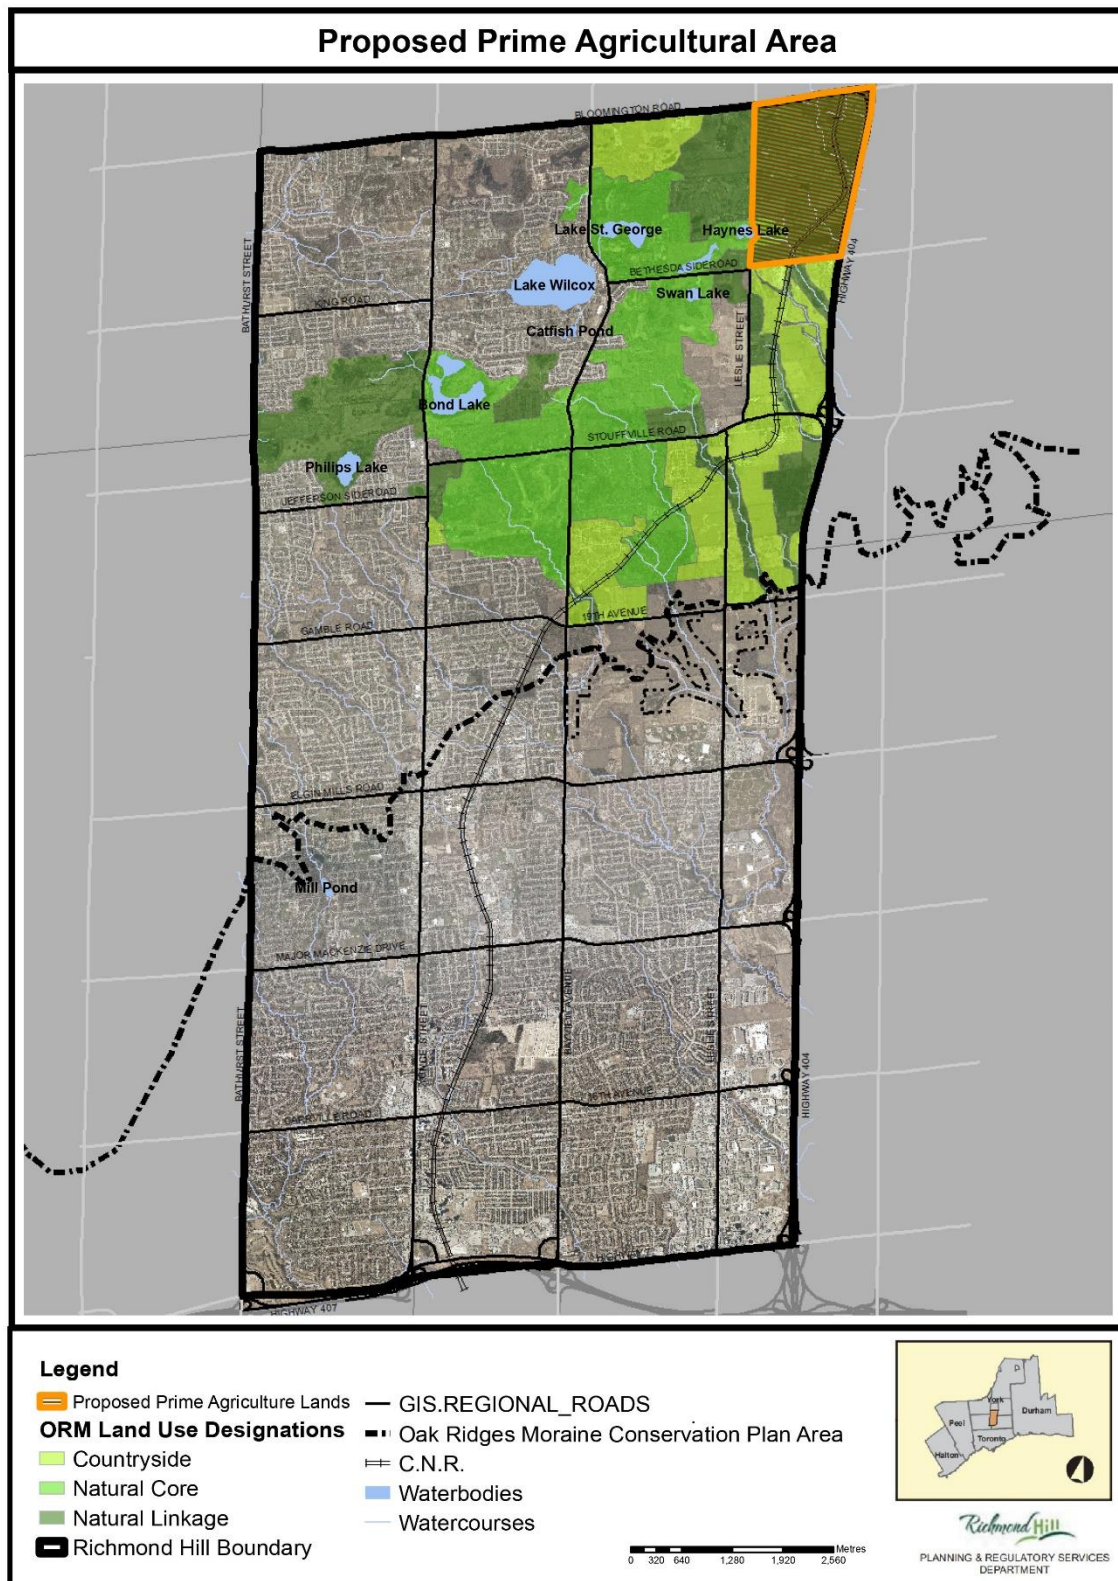 Proposed Prime Agricultural Area
BLOOMINGTON ROAD
Lake St. George
Haynes Lake
BATHURST STREET
HIGHWAY 404
BETHESDA SIDEROAD
Lake Wilcox
Swan Lake
KING ROAD
Catfish Pond
LESLIE STREET
Bond Lake
STOUFFVILLE ROAD
Philips Lake
JEFFERSON SIDEROAD
19TH AVENUE
GAMBLE ROAD
ELGIN MILLS ROAD
Mill Pond
MAJOR MACKENZIE DRIVE
BATHURST STREET
YONGE STREET
BAYVIEW AVENUE
LESLIE STREET
HIGHWAY 404
16TH AVENUE
CARRVILLE ROAD
HIGHWAY 407
Legend
Proposed Prime Agriculture Lands
ORM Land Use Designations
Countryside
Natural Core
Natural Linkage
Richmond Hill Boundary
GIS.REGIONAL_ROADS
Oak Ridges Moraine Conservation Plan Area
C.N.R.
Waterbodies
Watercourses
Metres
0 320 640 1,280 1,920 2,560
York
Durham
Peel
Toronto
Halton
Richmond Hill
PLANNING & REGULATORY SERVICES
DEPARTMENT